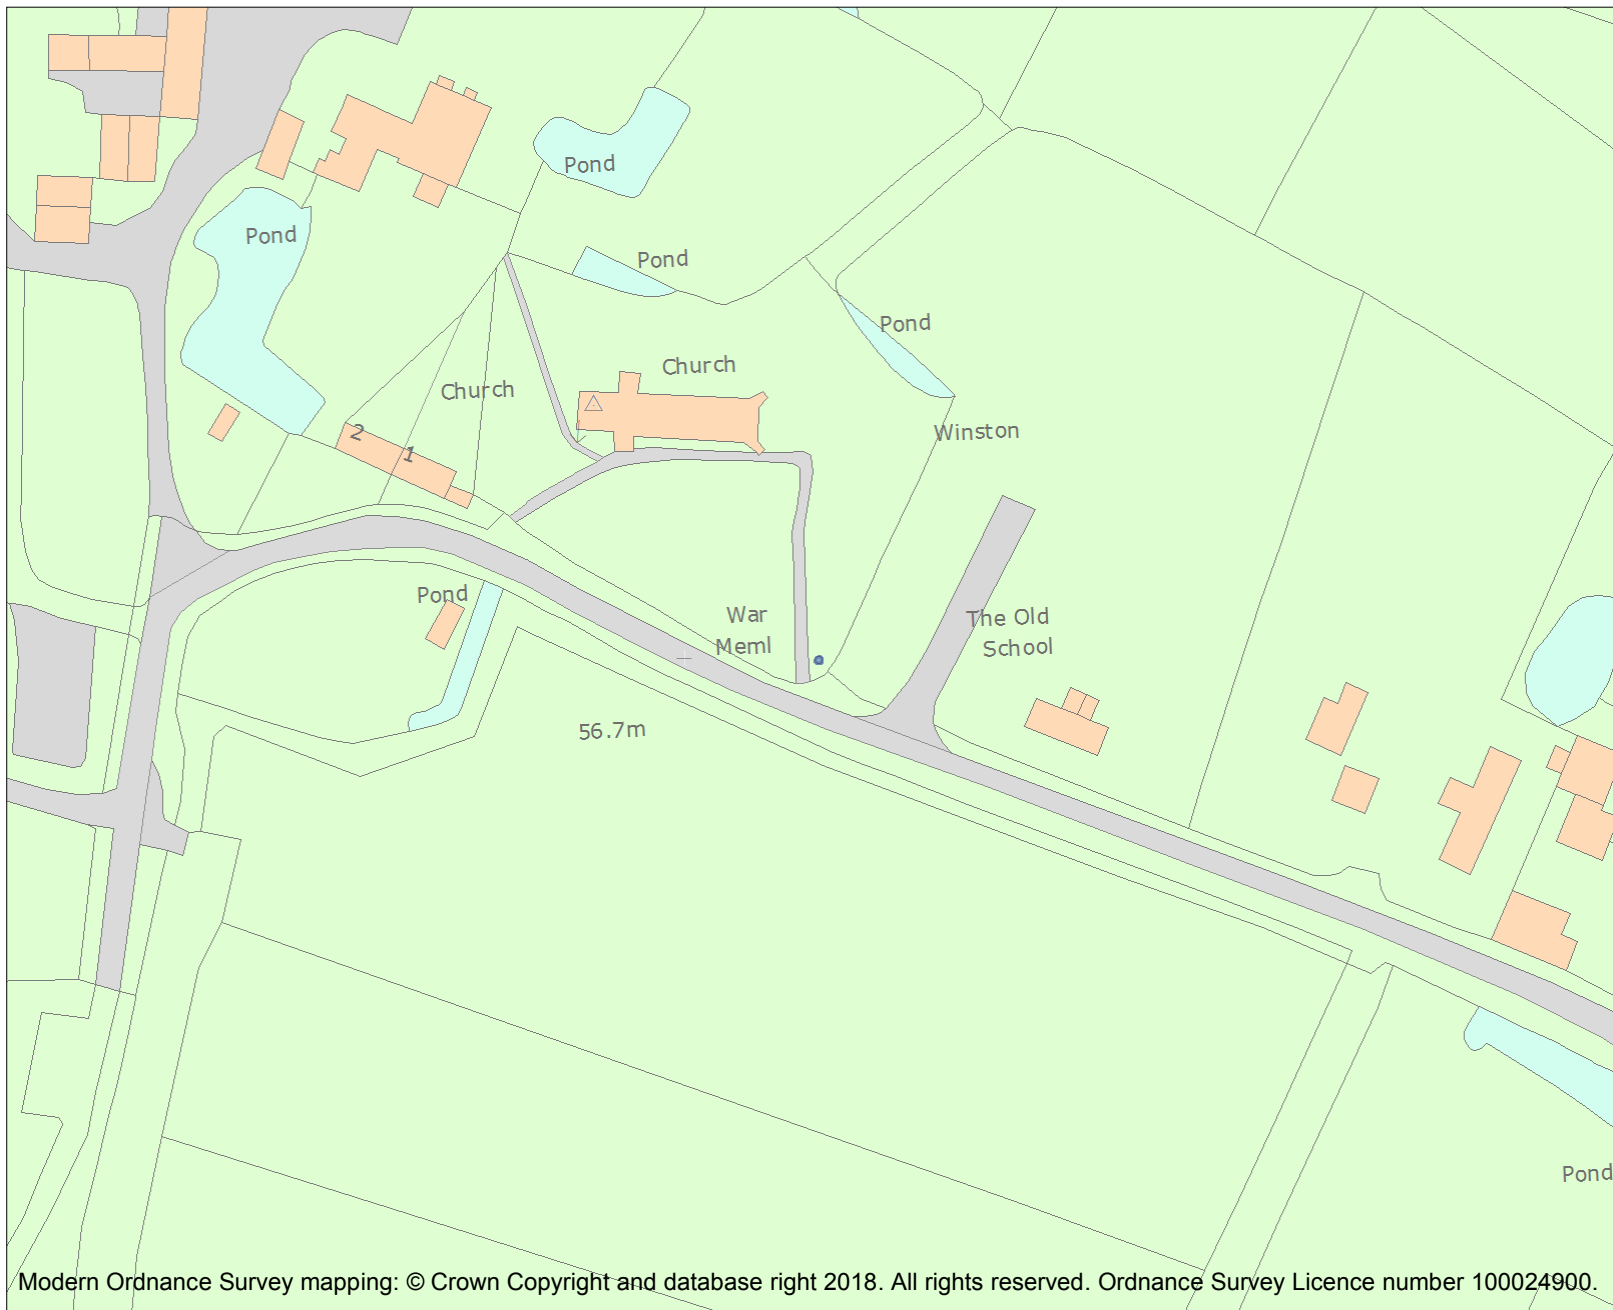 Pond
Pond
Pond
Pond
Church
Church
2
1
Winston
Pond
War
Meml
The Old
School
56.7m
Pond
Modern Ordnance Survey mapping: © Crown Copyright and database right 2018. All rights reserved. Ordnance Survey Licence number 100024900.